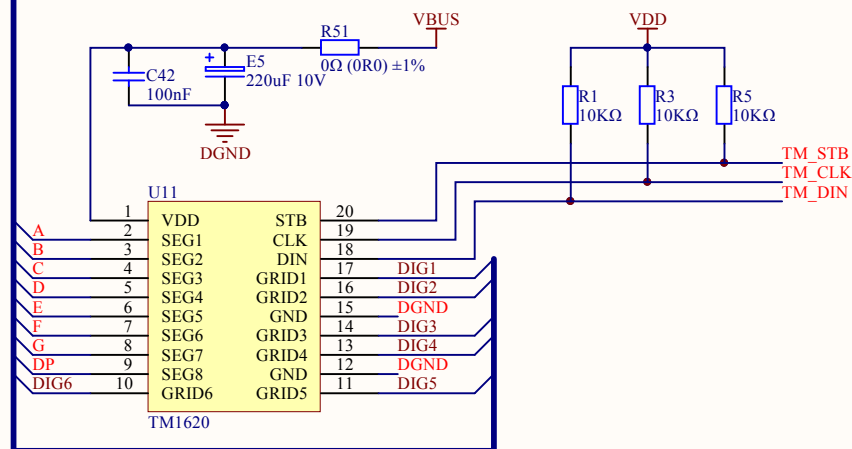 VBUS
VDD
R51
0Ω (0R0) ±1%
+
E5
220uF 10V
C42
100nF
DGND
R1
10KΩ
R3
10KΩ
R5
10KΩ
TM_STB
TM_CLK
TM_DIN
U11
1 VDD STB 20
A 2 SEG1 CLK 19
B 3 SEG2 DIN 18
C 4 SEG3 GRID1 17 DIG1
D 5 SEG4 GRID2 16 DIG2
E 6 SEG5 GND 15 DGND
F 7 SEG6 GRID3 14 DIG3
G 8 SEG7 GRID4 13 DIG4
DP 9 SEG8 GND 12 DGND
DIG6 10 GRID6 GRID5 11 DIG5
TM1620